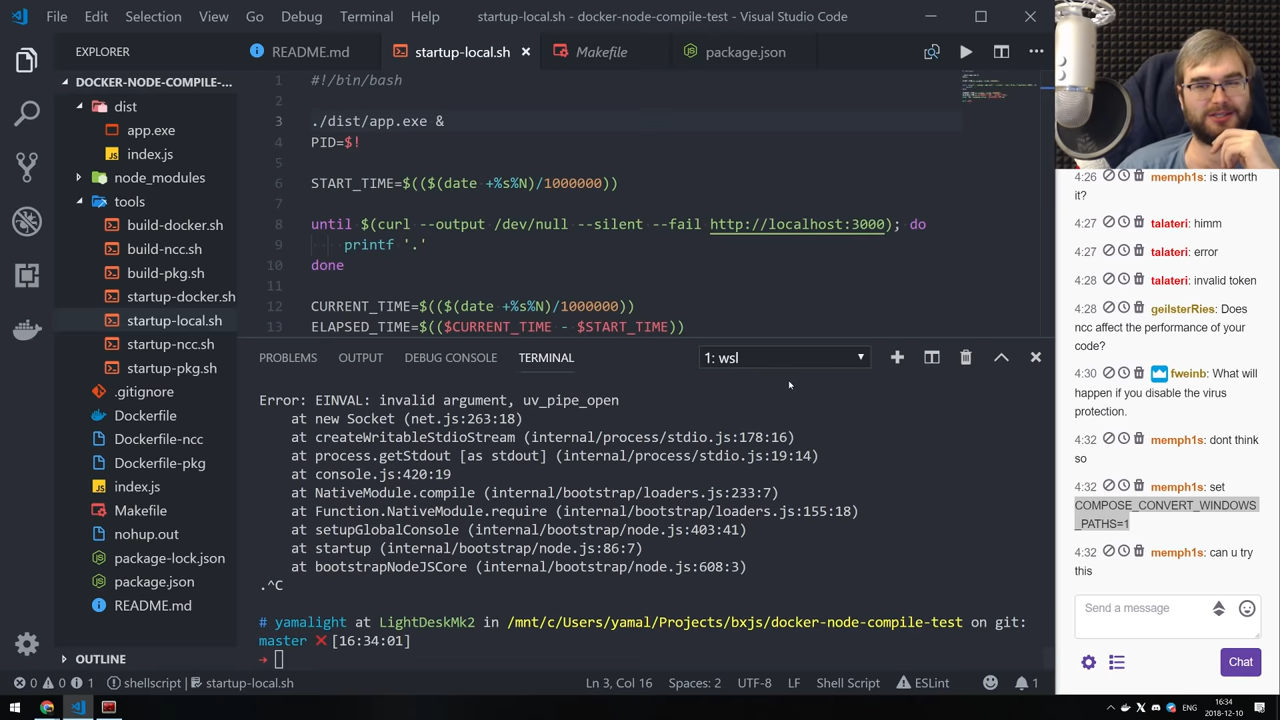 File Edit Selection View Go Debug Terminal Help startup-local.sh - docker-node-compile-test - Visual Studio Code
EXPLORER
DOCKER-NODE-COMPILE-...
dist
app.exe
JS index.js
node_modules
tools
build-docker.sh
build-ncc.sh
build-pkg.sh
startup-docker.sh
startup-local.sh
startup-ncc.sh
startup-pkg.sh
.gitignore
Dockerfile
Dockerfile-ncc
Dockerfile-pkg
JS index.js
Makefile
nohup.out
package-lock.json
package.json
README.md
OUTLINE
README.md startup-local.sh Makefile package.json
1 #!/bin/bash
2
3 ./dist/app.exe &
4 PID=$!
5
6 START_TIME=$(($(date +%s%N)/1000000))
7
8 until $(curl --output /dev/null --silent --fail http://localhost:3000); do
9 printf '.'
10 done
11
12 CURRENT_TIME=$(($(date +%s%N)/1000000))
13 ELAPSED_TIME=$(($CURRENT_TIME - $START_TIME))
PROBLEMS OUTPUT DEBUG CONSOLE TERMINAL 1: wsl
Error: EINVAL: invalid argument, uv_pipe_open
at new Socket (net.js:263:18)
at createWritableStdioStream (internal/process/stdio.js:178:16)
at process.getStdout [as stdout] (internal/process/stdio.js:19:14)
at console.js:420:19
at NativeModule.compile (internal/bootstrap/loaders.js:233:7)
at Function.NativeModule.require (internal/bootstrap/loaders.js:155:18)
at setupGlobalConsole (internal/bootstrap/node.js:403:41)
at startup (internal/bootstrap/node.js:86:7)
at bootstrapNodeJSCore (internal/bootstrap/node.js:608:3)
.^C
# yamalight at LightDeskMk2 in /mnt/c/Users/yamal/Projects/bxjs/docker-node-compile-test on git:
master ❌ [16:34:01]
→
0 0 1 shellscript | startup-local.sh Ln 3, Col 16 Spaces: 2 UTF-8 LF Shell Script ESLint 1
4:26 memph1s: is it worth
it?
4:27 talateri: himm
4:27 talateri: error
4:28 talateri: invalid token
4:28 geilsterRies: Does
ncc affect the performance of your
code?
4:30 fweinb: What will
happen if you disable the virus
protection.
4:32 memph1s: dont think
so
4:32 memph1s: set
COMPOSE_CONVERT_WINDOWS
_PATHS=1
4:32 memph1s: can u try
this
Send a message
Chat
ENG
16:34
2018-12-10